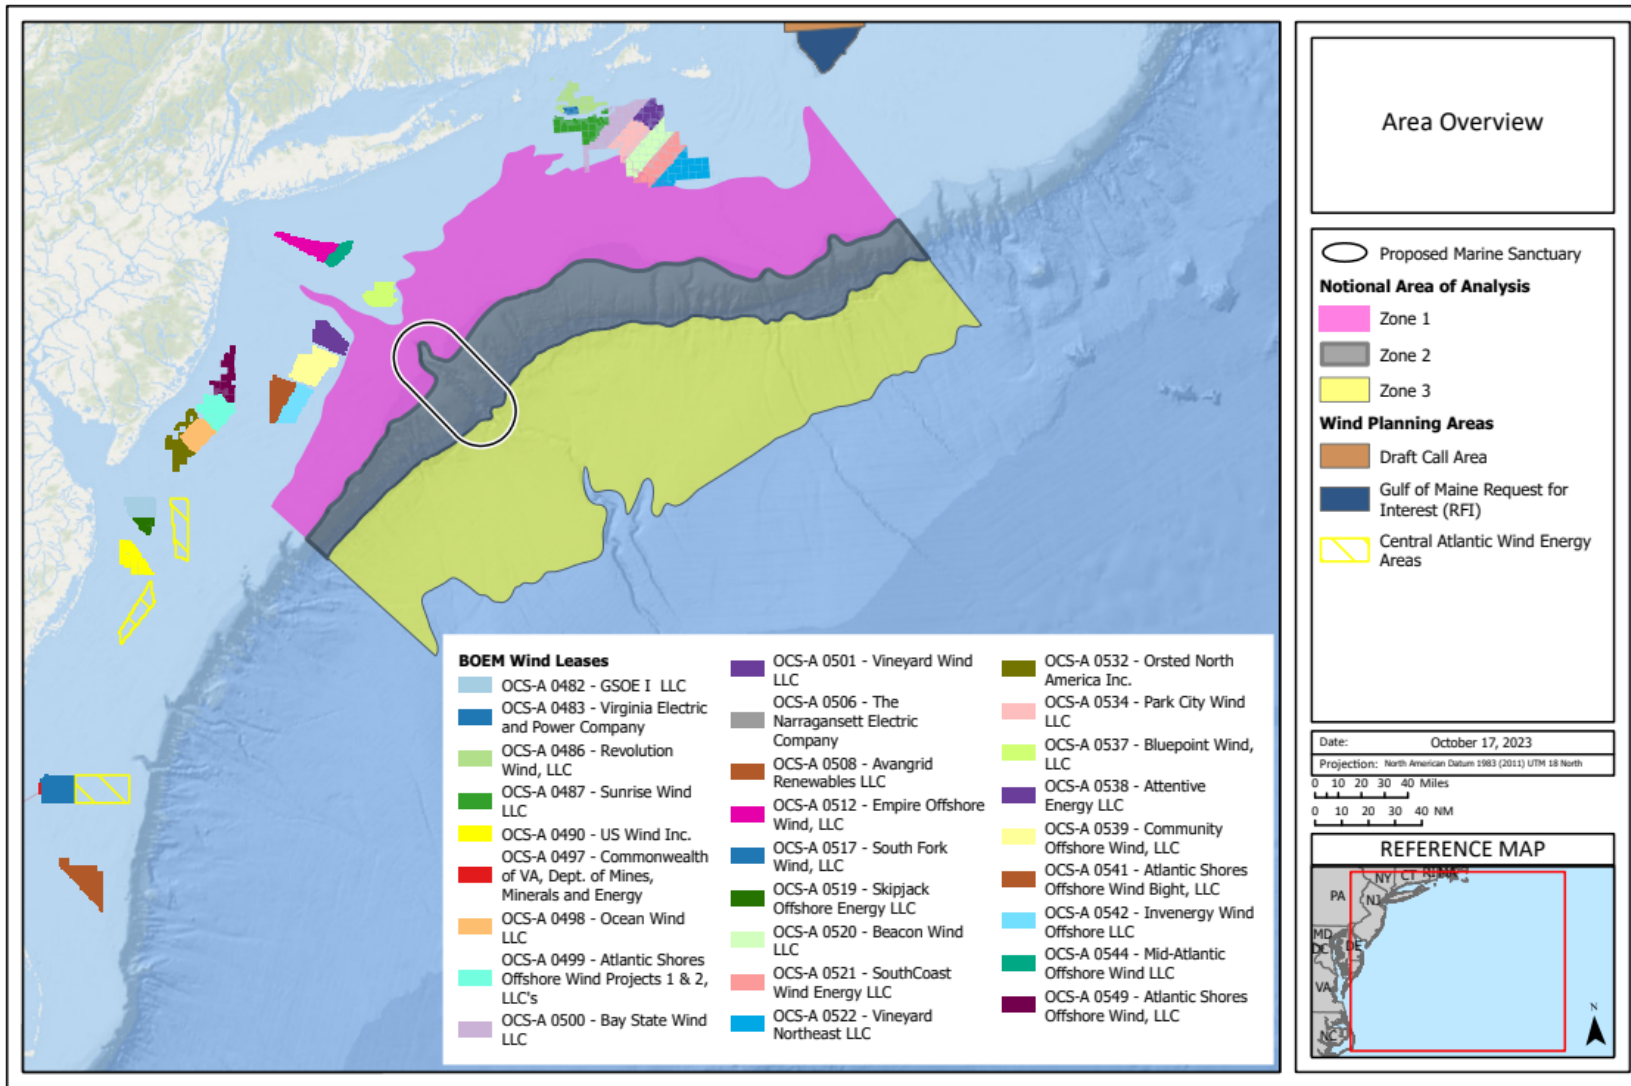 Area Overview
Proposed Marine Sanctuary
Notional Area of Analysis
Zone 1
Zone 2
Zone 3
Wind Planning Areas
Draft Call Area
Gulf of Maine Request for
Interest (RFI)
Central Atlantic Wind Energy
Areas
Date: October 17, 2023
Projection: North American Datum 1983 (2011) UTM 18 North
0 10 20 30 40 Miles
0 10 20 30 40 NM
REFERENCE MAP
NY
CT
RI
MA
PA
NJ
MD
DC
DE
VA
NC
N
BOEM Wind Leases
OCS-A 0482 - GSOE I LLC
OCS-A 0483 - Virginia Electric
and Power Company
OCS-A 0486 - Revolution
Wind, LLC
OCS-A 0487 - Sunrise Wind
LLC
OCS-A 0490 - US Wind Inc.
OCS-A 0497 - Commonwealth
of VA, Dept. of Mines,
Minerals and Energy
OCS-A 0498 - Ocean Wind
LLC
OCS-A 0499 - Atlantic Shores
Offshore Wind Projects 1 & 2,
LLC's
OCS-A 0500 - Bay State Wind
LLC
OCS-A 0501 - Vineyard Wind
LLC
OCS-A 0506 - The
Narragansett Electric
Company
OCS-A 0508 - Avangrid
Renewables LLC
OCS-A 0512 - Empire Offshore
Wind, LLC
OCS-A 0517 - South Fork
Wind, LLC
OCS-A 0519 - Skipjack
Offshore Energy LLC
OCS-A 0520 - Beacon Wind
LLC
OCS-A 0521 - SouthCoast
Wind Energy LLC
OCS-A 0522 - Vineyard
Northeast LLC
OCS-A 0532 - Orsted North
America Inc.
OCS-A 0534 - Park City Wind
LLC
OCS-A 0537 - Bluepoint Wind,
LLC
OCS-A 0538 - Attentive
Energy LLC
OCS-A 0539 - Community
Offshore Wind, LLC
OCS-A 0541 - Atlantic Shores
Offshore Wind Bight, LLC
OCS-A 0542 - Invenergy Wind
Offshore LLC
OCS-A 0544 - Mid-Atlantic
Offshore Wind LLC
OCS-A 0549 - Atlantic Shores
Offshore Wind, LLC